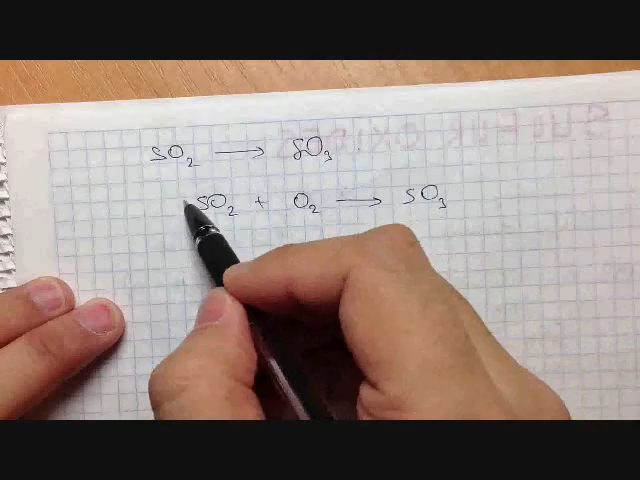 SO₂ → SO₃
SO₂ + O₂ → SO₃